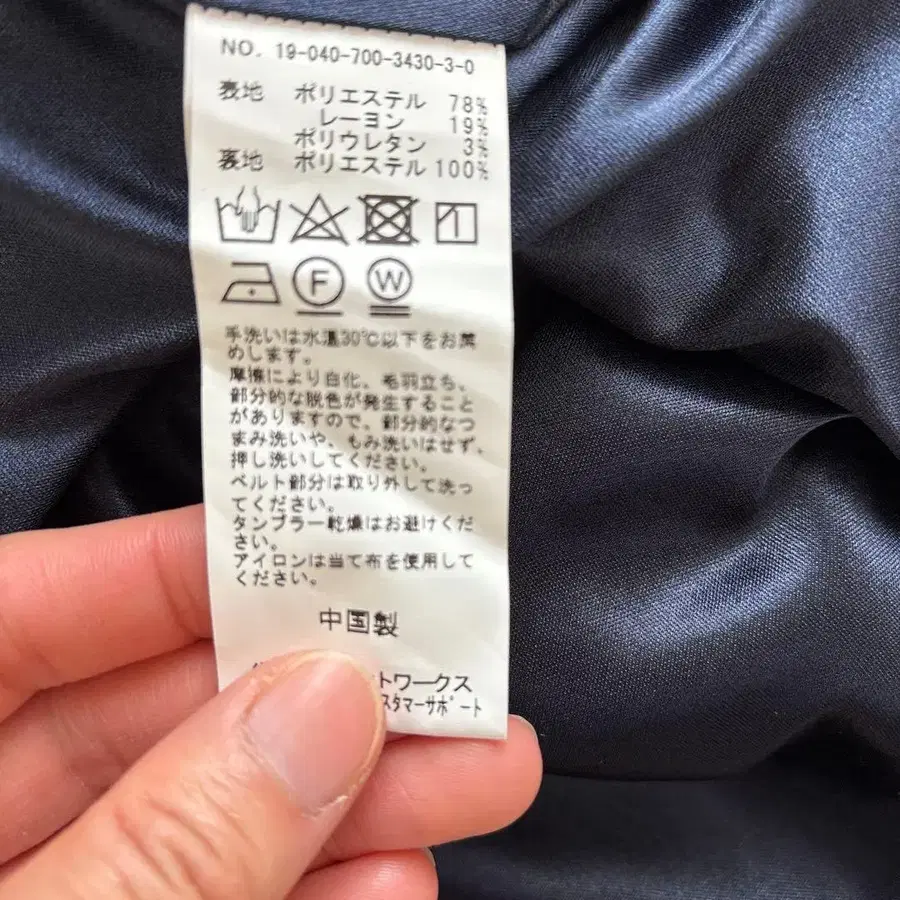 NO. 19-040-700-3430-3-0
表地 ポリエステル 78%
レーヨン 19%
ポリウレタン 3%
裏地 ポリエステル 100%
F W
手洗いは水温30℃以下をお薦
めします。
摩擦により白化、毛羽立ち、
部分的な脱色が発生すること
がありますので、部分的なつ
まみ洗いや、もみ洗いはせず、
押し洗いしてください。
ベルト部分は取り外して洗っ
てください。
タンブラー乾燥はお避けくだ
さい。
アイロンは当て布を使用して
ください。
中国製
トワークス
スタマーサポート